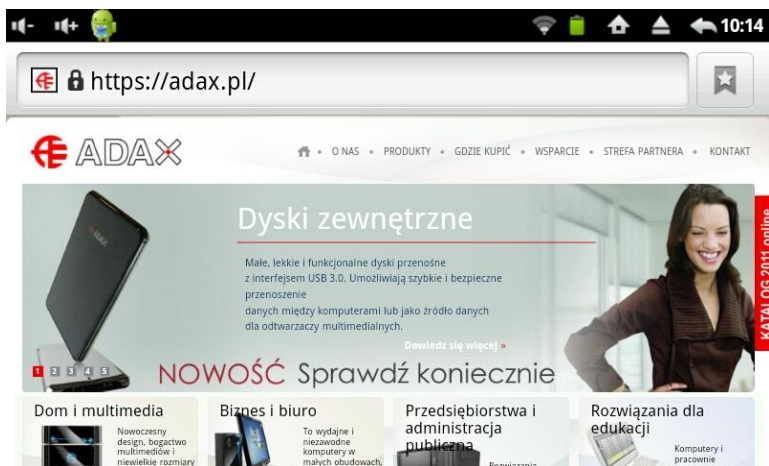 10:14
https://adax.pl/
ADAX
O NAS • PRODUKTY • GDZIE KUPIĆ • WSPARCIE • STREFA PARTNERA • KONTAKT
Dyski zewnętrzne
Małe, lekkie i funkcjonalne dyski przenośne
z interfejsem USB 3.0. Umożliwiają szybkie i bezpieczne
przenoszenie
danych między komputerami lub jako źródło danych
dla odtwarzaczy multimedialnych.
Dowiedz się więcej »
KATALOG 2011 online
1 2 3 4 5
NOWOŚĆ Sprawdź koniecznie
Dom i multimedia
Nowoczesny
design, bogactwo
multimediów i
niewielkie rozmiary
Biznes i biuro
To wydajne i
niezawodne
komputery w
małych obudowach,
Przedsiębiorstwa i
administracja
publiczna
Rozwiązania
Rozwiązania dla
edukacji
Komputery i
pracownie